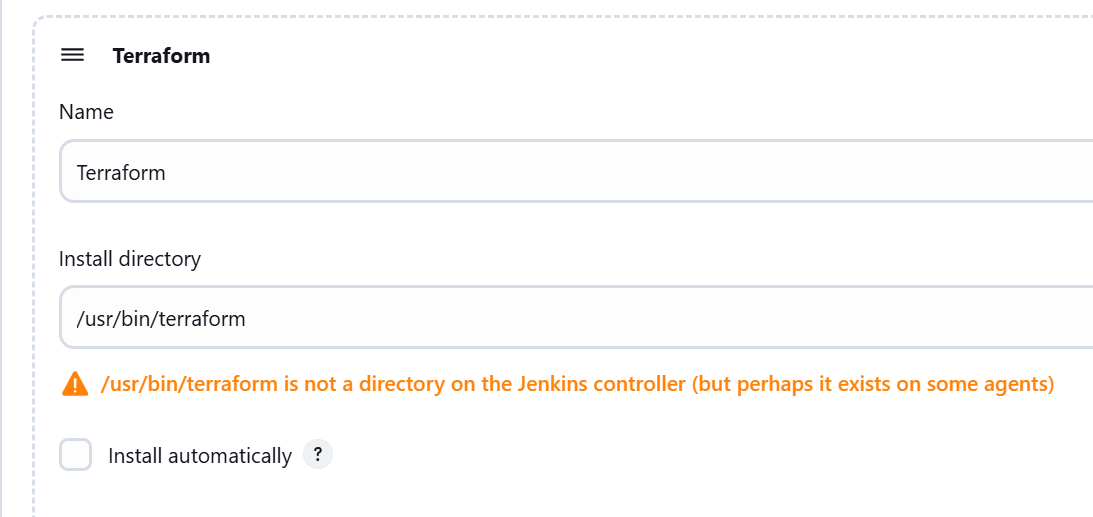 Terraform
Name
Terraform
Install directory
/usr/bin/terraform
/usr/bin/terraform is not a directory on the Jenkins controller (but perhaps it exists on some agents)
Install automatically ?